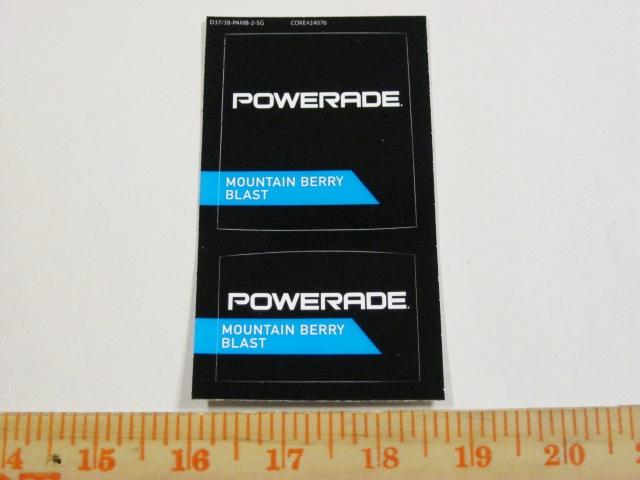 D37/38-PAMB-2-SG COKE#24076
POWERADE
MOUNTAIN BERRY
BLAST
POWERADE
MOUNTAIN BERRY
BLAST
4 15 16 17 18 19 20